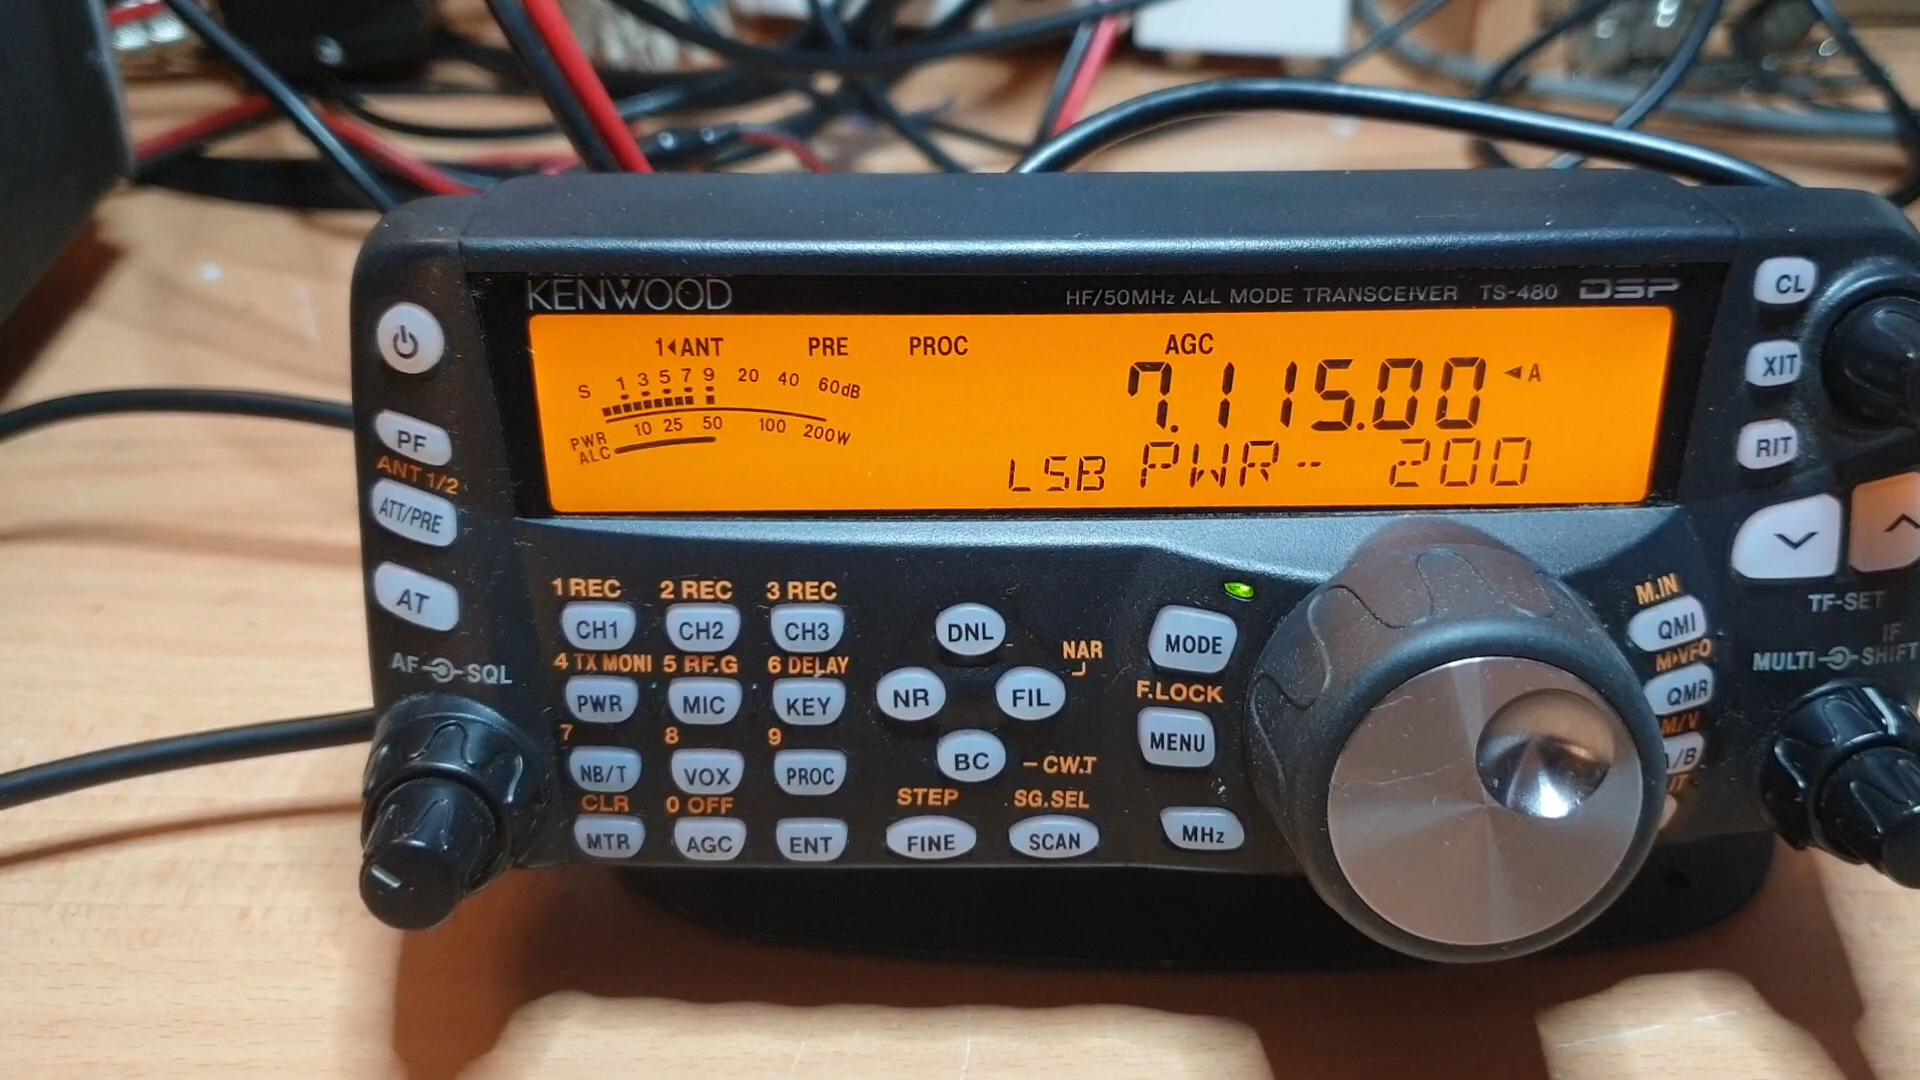 KENWOOD
HF/50MHz ALL MODE TRANSCEIVER TS-480 DSP
1◄ANT PRE PROC AGC
S 1 3 5 7 9 20 40 60dB
7.115.00 ◄A
PWR 10 25 50 100 200W
ALC
LSB PWR- 200
PF
ANT 1/2
ATT/PRE
AT
AF SQL
1 REC 2 REC 3 REC
CH1 CH2 CH3
4 TX MONI 5 RF.G 6 DELAY
PWR MIC KEY
7 8 9
NB/T VOX PROC
CLR 0 OFF
MTR AGC ENT
DNL
NAR
NR FIL
BC -CW.T
STEP SG.SEL
FINE SCAN
MODE
F.LOCK
MENU
MHz
CL
XIT
RIT
TF-SET
M.IN
QMI
M▸VFO
QMR
M/V
A/B
IF
MULTI SHIFT